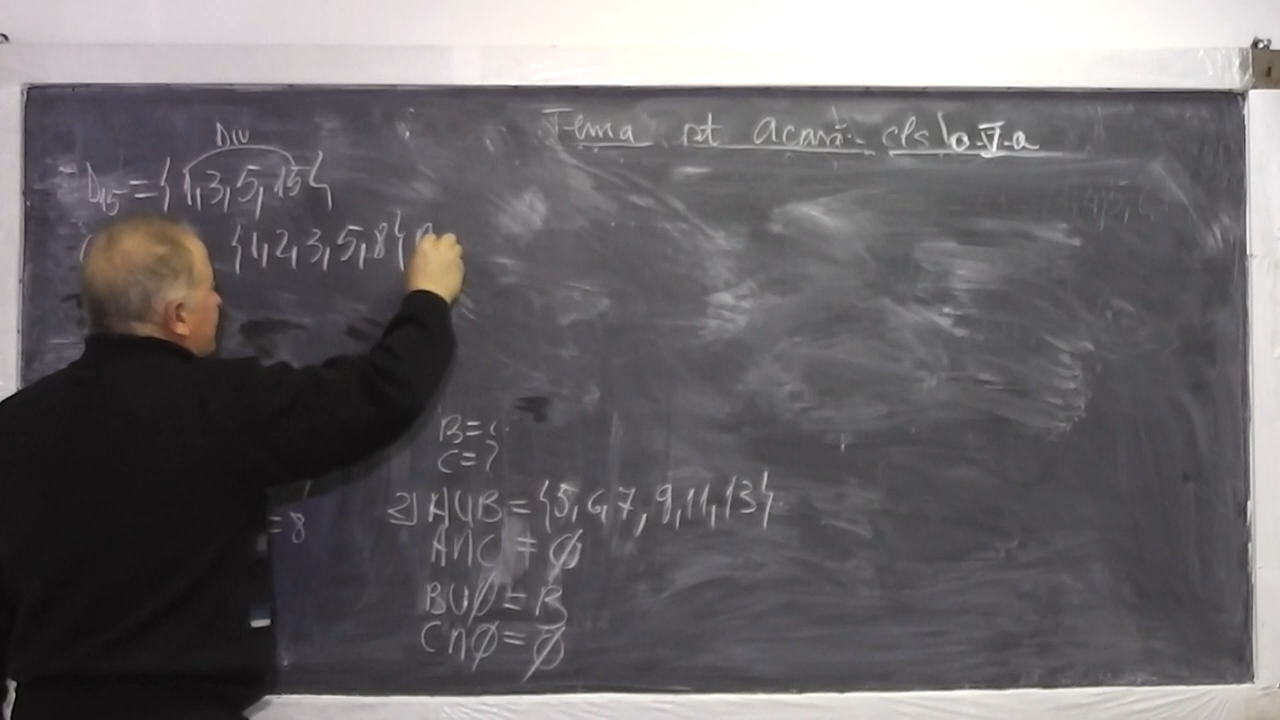 Tema pt acasă cls a V-a
Div
D15 = {1, 3, 5, 15}
{1, 2, 3, 5, 8}
B =
C = ?
= 8
2) A∪B = {5, 6, 7, 9, 11, 13}
A∩C = ∅
B∪∅ = B
C∩∅ = ∅